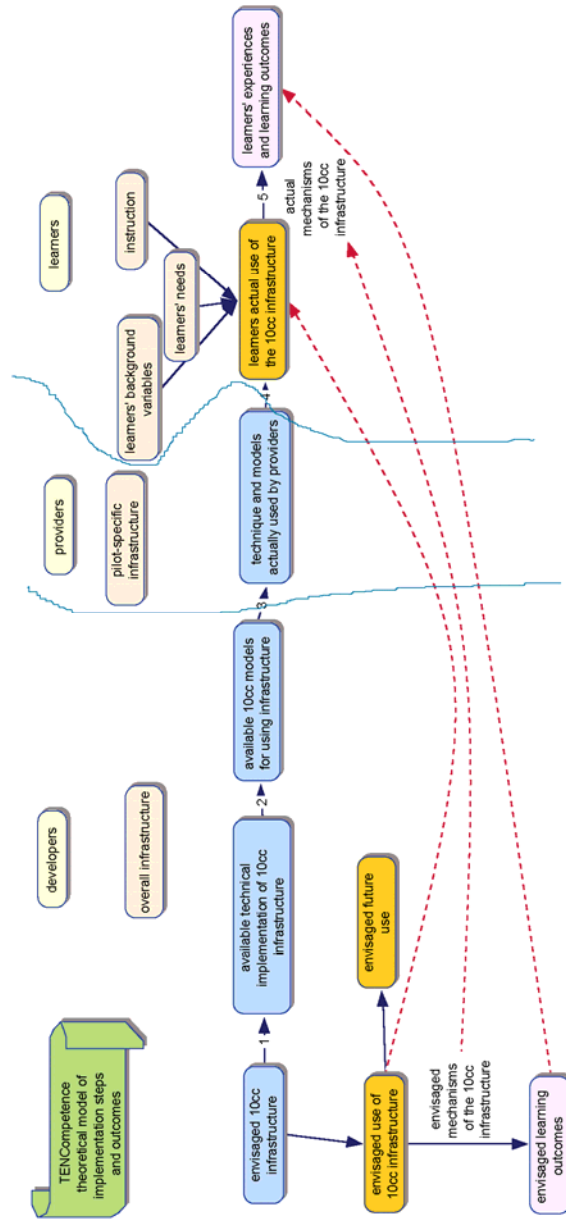 TENCompetence
theoretical model of
implementation steps
and outcomes
developers
providers
learners
overall infrastructure
pilot-specific
infrastructure
learners' background
variables
learners' needs
instruction
envisaged 10cc
infrastructure
1
available technical
implementation of 10cc
infrastructure
2
available 10cc models
for using infrastructure
3
technique and models
actually used by providers
4
learners actual use of
the 10cc infrastructure
5
learners' experiences
and learning outcomes
actual
mechanisms
of the 10cc
infrastructure
envisaged use of
10cc infrastructure
envisaged future
use
envisaged
mechanisms
of the 10cc
infrastructure
envisaged learning
outcomes